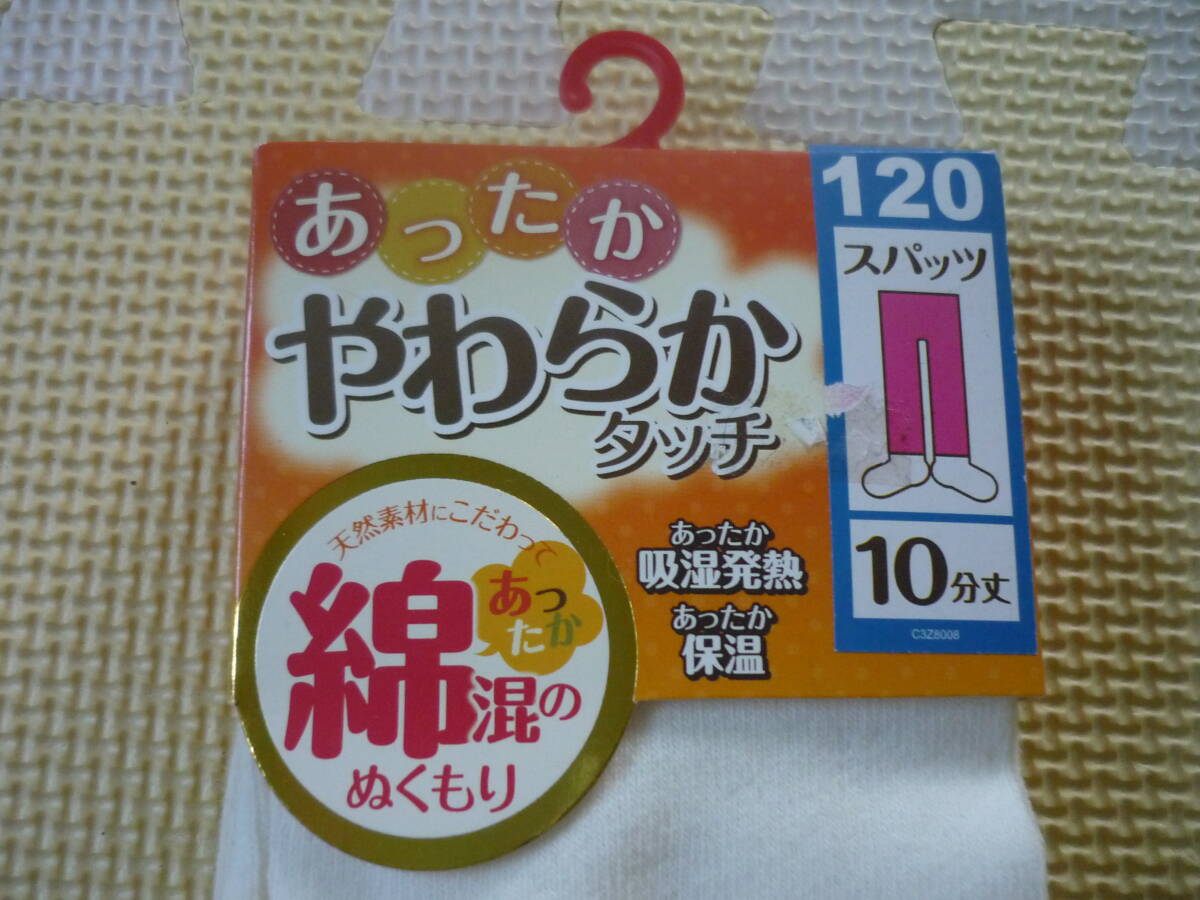 あったか
やわらか
タッチ
120
スパッツ
10分丈
C3Z8008
天然素材にこだわって
あっ
たか
綿混の
ぬくもり
あったか
吸湿発熱
あったか
保温